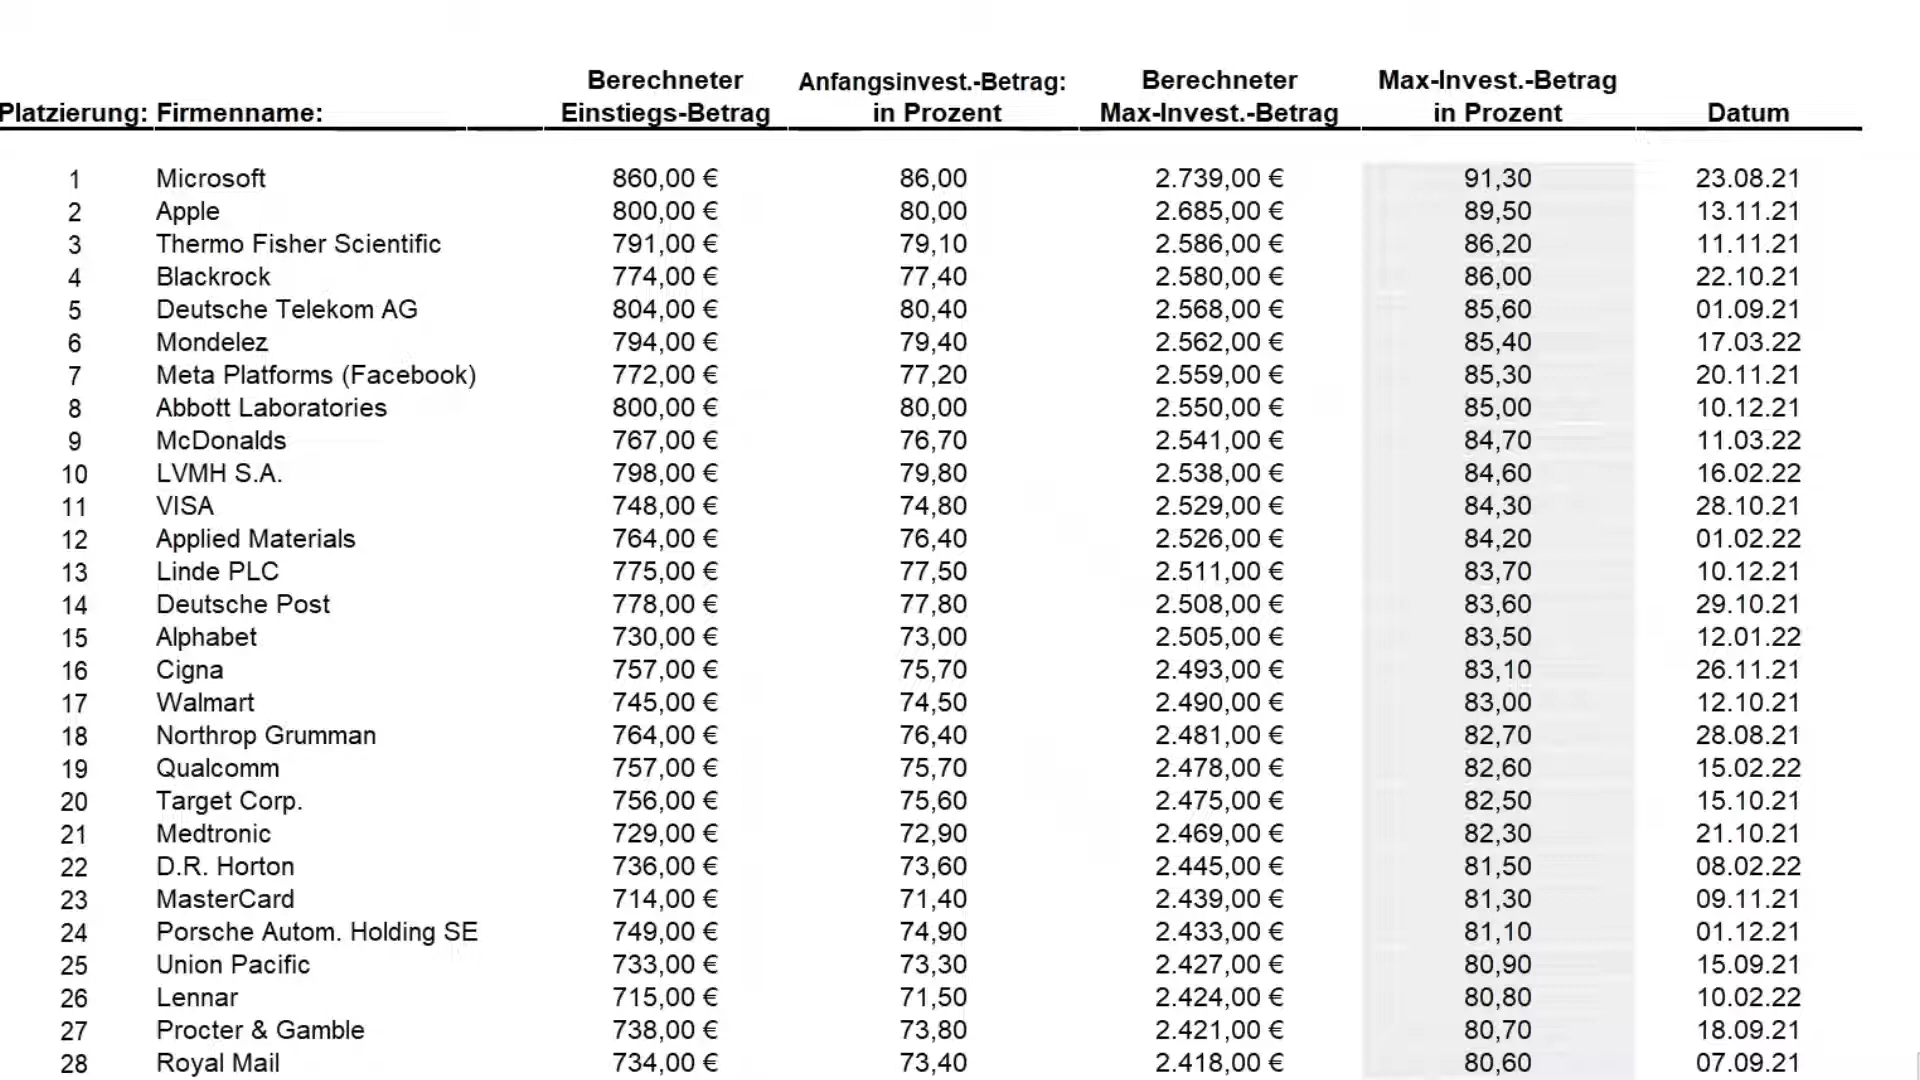 Berechneter Anfangsinvest.-Betrag: Berechneter Max-Invest.-Betrag
Platzierung: Firmenname: Einstiegs-Betrag in Prozent Max-Invest.-Betrag in Prozent Datum
1 Microsoft 860,00 € 86,00 2.739,00 € 91,30 23.08.21
2 Apple 800,00 € 80,00 2.685,00 € 89,50 13.11.21
3 Thermo Fisher Scientific 791,00 € 79,10 2.586,00 € 86,20 11.11.21
4 Blackrock 774,00 € 77,40 2.580,00 € 86,00 22.10.21
5 Deutsche Telekom AG 804,00 € 80,40 2.568,00 € 85,60 01.09.21
6 Mondelez 794,00 € 79,40 2.562,00 € 85,40 17.03.22
7 Meta Platforms (Facebook) 772,00 € 77,20 2.559,00 € 85,30 20.11.21
8 Abbott Laboratories 800,00 € 80,00 2.550,00 € 85,00 10.12.21
9 McDonalds 767,00 € 76,70 2.541,00 € 84,70 11.03.22
10 LVMH S.A. 798,00 € 79,80 2.538,00 € 84,60 16.02.22
11 VISA 748,00 € 74,80 2.529,00 € 84,30 28.10.21
12 Applied Materials 764,00 € 76,40 2.526,00 € 84,20 01.02.22
13 Linde PLC 775,00 € 77,50 2.511,00 € 83,70 10.12.21
14 Deutsche Post 778,00 € 77,80 2.508,00 € 83,60 29.10.21
15 Alphabet 730,00 € 73,00 2.505,00 € 83,50 12.01.22
16 Cigna 757,00 € 75,70 2.493,00 € 83,10 26.11.21
17 Walmart 745,00 € 74,50 2.490,00 € 83,00 12.10.21
18 Northrop Grumman 764,00 € 76,40 2.481,00 € 82,70 28.08.21
19 Qualcomm 757,00 € 75,70 2.478,00 € 82,60 15.02.22
20 Target Corp. 756,00 € 75,60 2.475,00 € 82,50 15.10.21
21 Medtronic 729,00 € 72,90 2.469,00 € 82,30 21.10.21
22 D.R. Horton 736,00 € 73,60 2.445,00 € 81,50 08.02.22
23 MasterCard 714,00 € 71,40 2.439,00 € 81,30 09.11.21
24 Porsche Autom. Holding SE 749,00 € 74,90 2.433,00 € 81,10 01.12.21
25 Union Pacific 733,00 € 73,30 2.427,00 € 80,90 15.09.21
26 Lennar 715,00 € 71,50 2.424,00 € 80,80 10.02.22
27 Procter & Gamble 738,00 € 73,80 2.421,00 € 80,70 18.09.21
28 Royal Mail 734,00 € 73,40 2.418,00 € 80,60 07.09.21